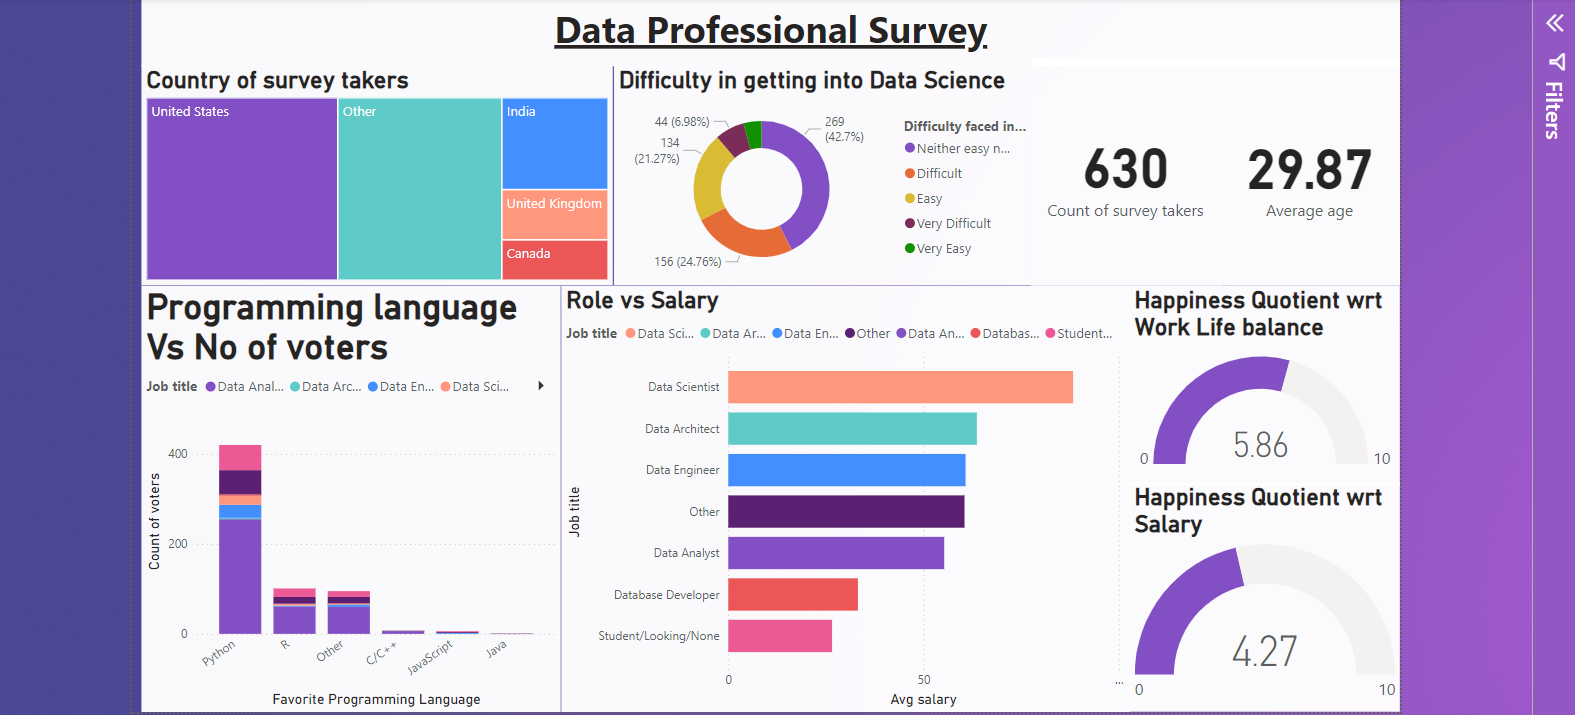 Data Professional Survey
Filters
Country of survey takers
United States
Other
India
United Kingdom
Canada
Difficulty in getting into Data Science
44 (6.98%)
134
(21.27%)
269
(42.7%)
156 (24.76%)
Difficulty faced in...
Neither easy n...
Difficult
Easy
Very Difficult
Very Easy
630
Count of survey takers
29.87
Average age
Programming language
Vs No of voters
Job title Data Anal... Data Arc... Data En... Data Sci...
Count of voters
400
200
0
Python
R
Other
C/C++
JavaScript
Java
Favorite Programming Language
Role vs Salary
Job title Data Sci... Data Ar... Data En... Other Data An... Databas... Student...
Job title
Data Scientist
Data Architect
Data Engineer
Other
Data Analyst
Database Developer
Student/Looking/None
0
50
...
Avg salary
Happiness Quotient wrt
Work Life balance
5.86
0
10
Happiness Quotient wrt
Salary
4.27
0
10